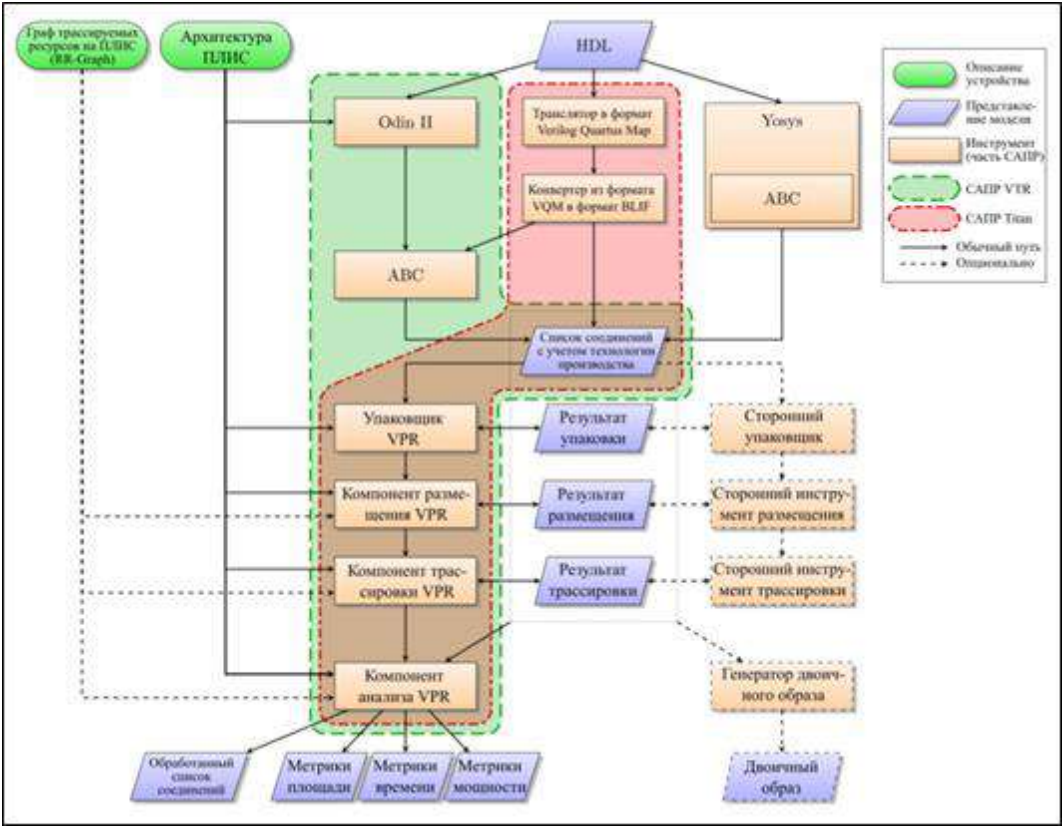 Граф трассируемых
ресурсов на ПЛИС
(RR-Graph)
Архитектура
ПЛИС
HDL
Описание
устройства
Представле-
ние модели
Инструмент
(часть САПР)
САПР VTR
САПР Titan
Обычный путь
Опционально
Odin II
Транслятор в формат
Verilog Quartus Map
Yosys
Конвертер из формата
VQM в формат BLIF
ABC
ABC
Список соединений
с учетом технологии
производства
Упаковщик
VPR
Результат
упаковки
Сторонний
упаковщик
Компонент разме-
щения VPR
Результат
размещения
Сторонний инстру-
мент размещения
Компонент трас-
сировки VPR
Результат
трассировки
Сторонний инстру-
мент трассировки
Компонент
анализа VPR
Генератор двоич-
ного образа
Обработанный
список
соединений
Метрики
площади
Метрики
времени
Метрики
мощности
Двоичный
образ